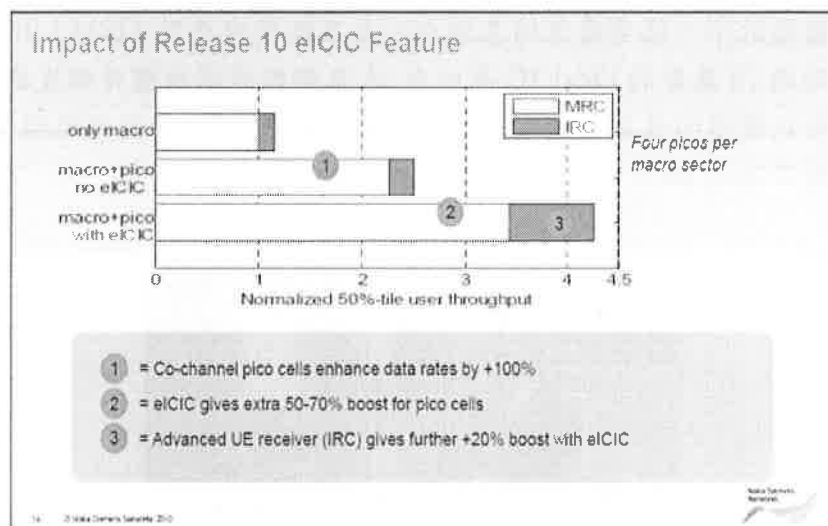 Impact of Release 10 eICIC Feature
MRC
IRC
only macro
macro+pico
no eICIC
macro+pico
with eICIC
1
2
3
Four picos per
macro sector
0 1 2 3 4 4.5
Normalized 50%-tile user throughput
1 = Co-channel pico cells enhance data rates by +100%
2 = eICIC gives extra 50-70% boost for pico cells
3 = Advanced UE receiver (IRC) gives further +20% boost with eICIC
Nokia Siemens
Networks